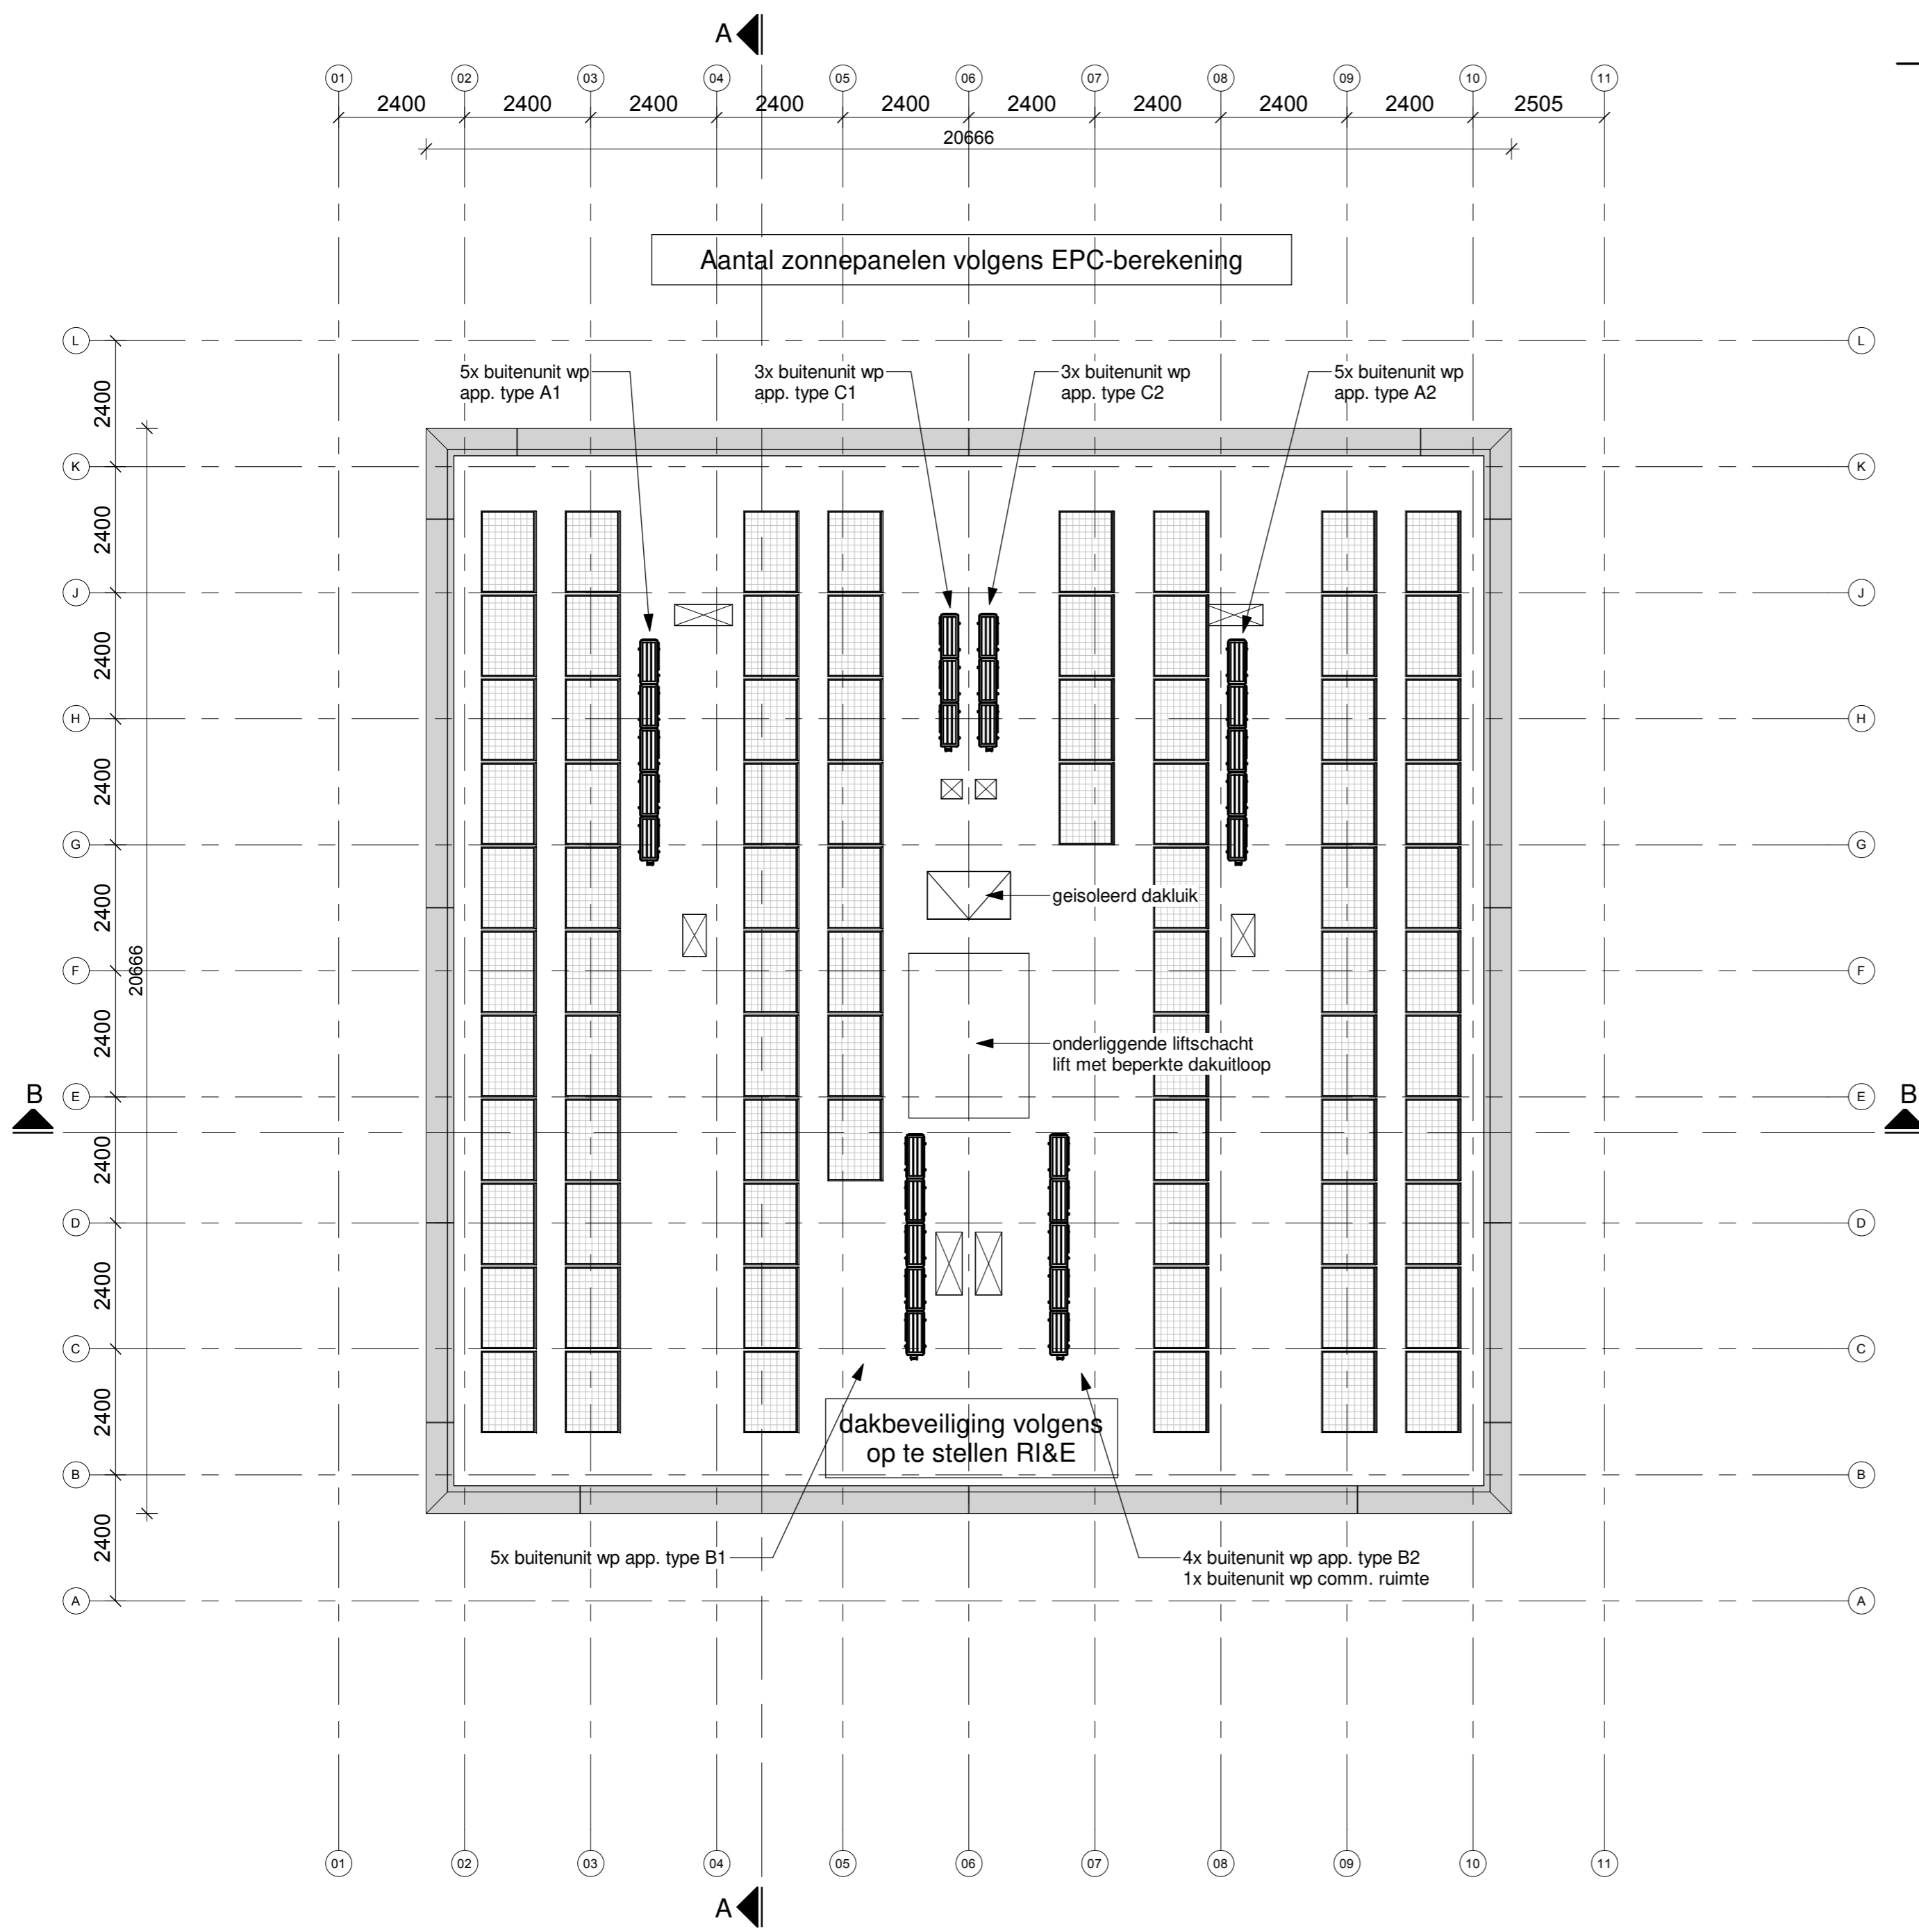 A
01 02 03 04 05 06 07 08 09 10 11
2400 2400 2400 2400 2400 2400 2400 2400 2400 2505
20666
Aantal zonnepanelen volgens EPC-berekening
L L
5x buitenunit wp
app. type A1
3x buitenunit wp
app. type C1
3x buitenunit wp
app. type C2
5x buitenunit wp
app. type A2
2400
K K
2400
J J
2400
H H
2400
G G
geisoleerd dakluik
2400
F F
20666
2400
onderliggende liftschacht
lift met beperkte dakuitloop
B B
E E
2400
D D
2400
C C
2400
dakbeveiliging volgens
op te stellen RI&E
B B
2400
5x buitenunit wp app. type B1
4x buitenunit wp app. type B2
1x buitenunit wp comm. ruimte
A A
01 02 03 04 05 06 07 08 09 10 11
A